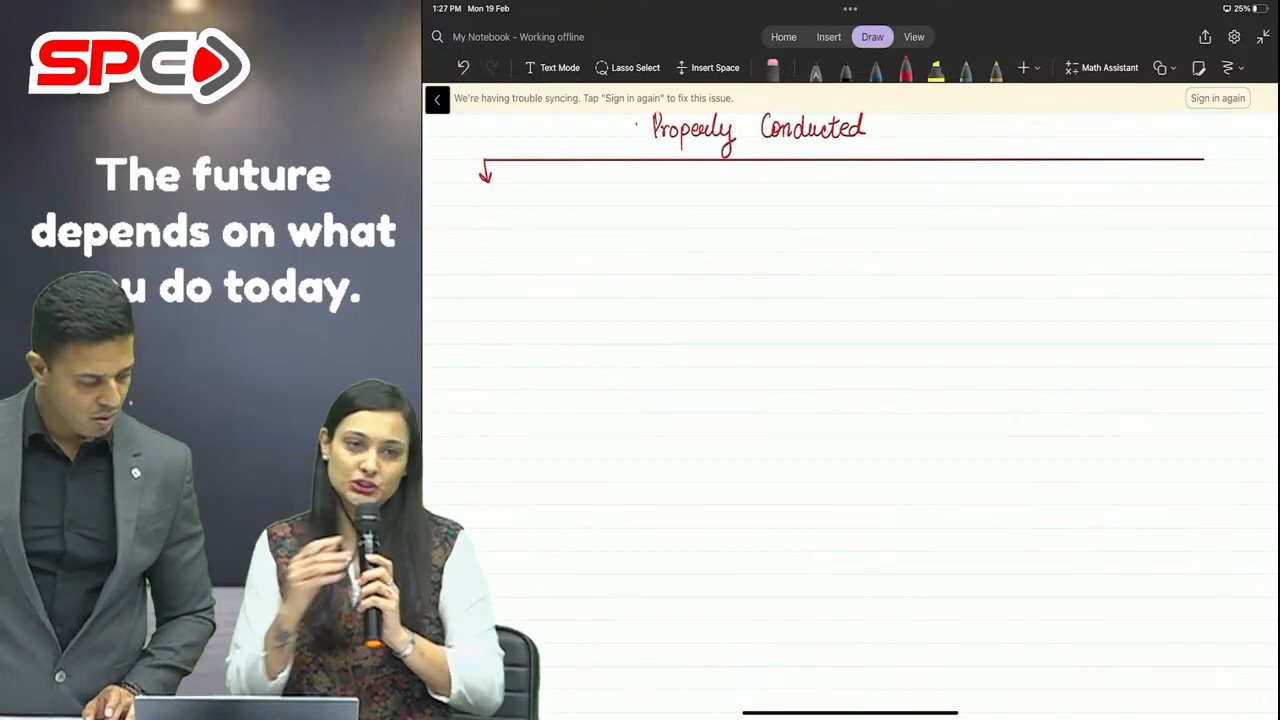 SPE
The future
depends on what
you do today.
1:27 PM Mon 19 Feb
25%
My Notebook - Working offline
Home Insert Draw View
Text Mode Lasso Select Insert Space Math Assistant
We're having trouble syncing. Tap "Sign in again" to fix this issue.
Sign in again
Properly Conducted